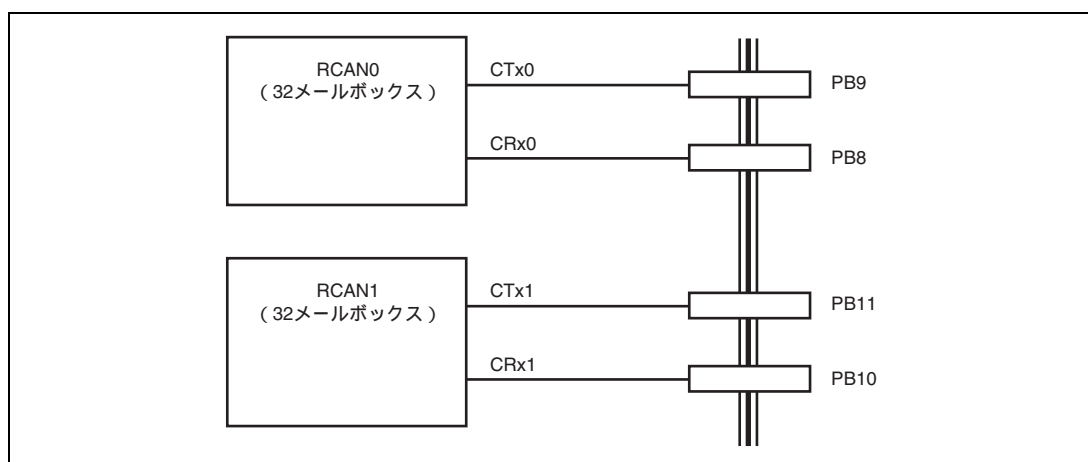 RCAN0
（32メールボックス）
CTx0
PB9
CRx0
PB8
RCAN1
（32メールボックス）
CTx1
PB11
CRx1
PB10